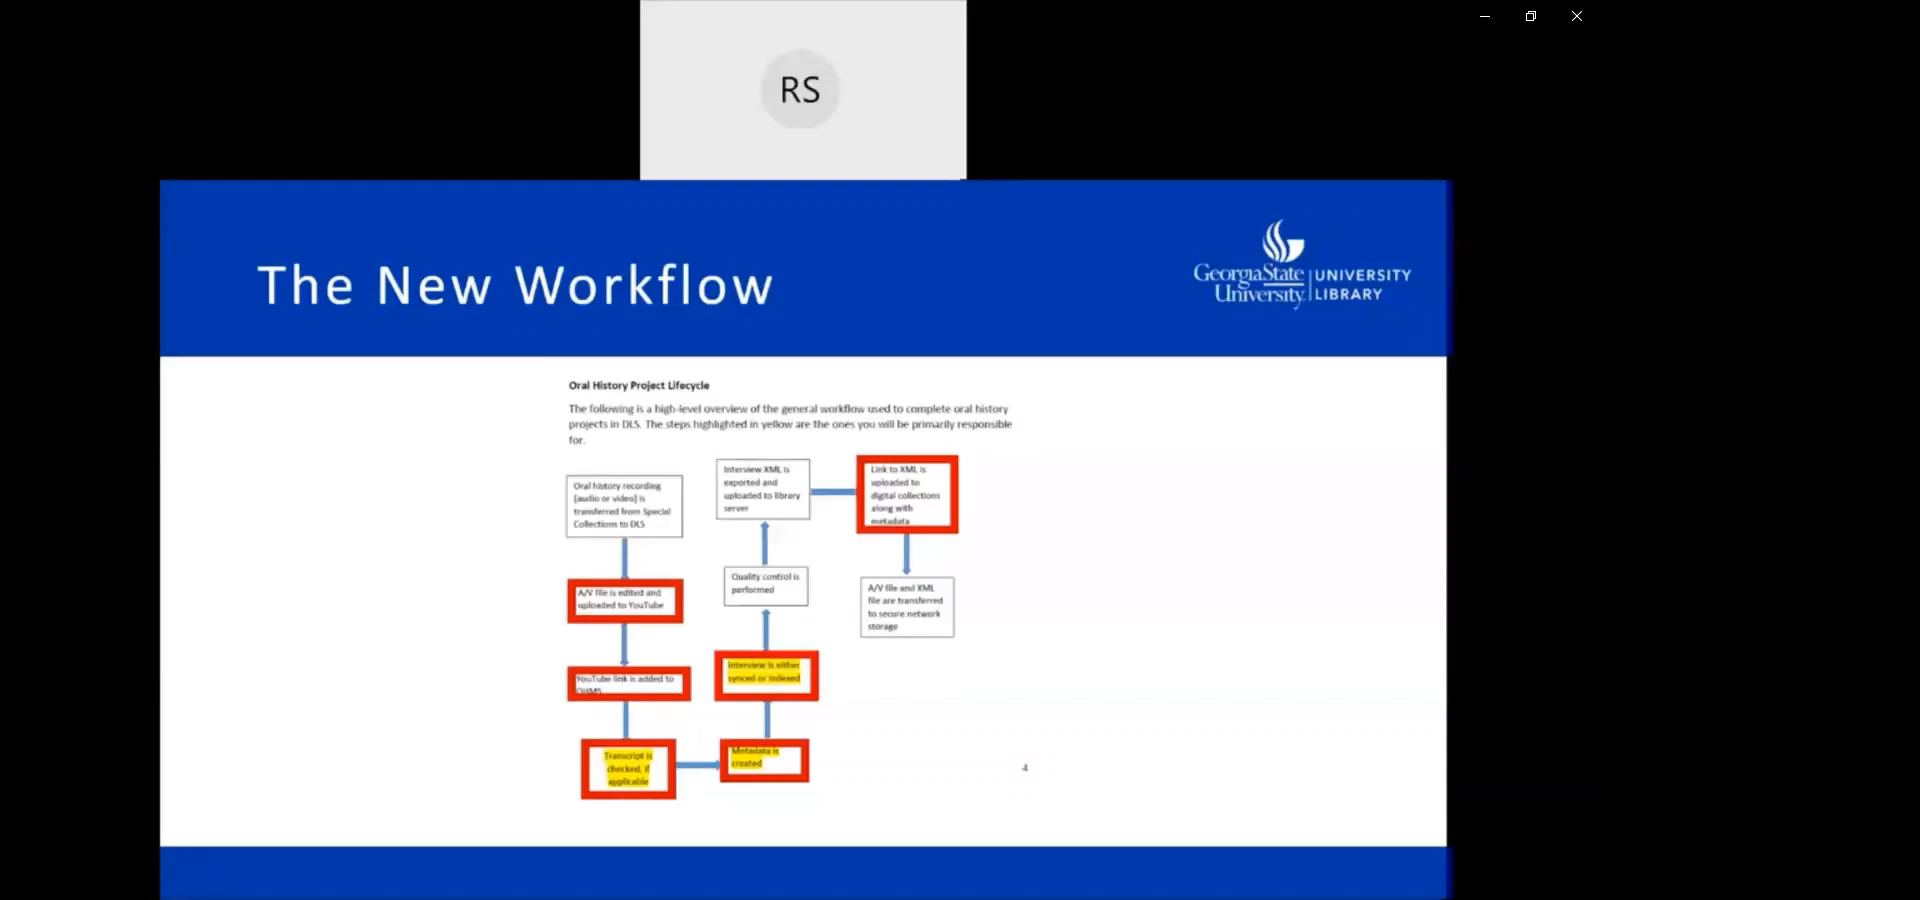 RS
The New Workflow
GeorgiaState
University
UNIVERSITY
LIBRARY
Oral History Project Lifecycle
The following is a high-level overview of the general workflow used to complete oral history
projects in DLS. The steps highlighted in yellow are the ones you will be primarily responsible
for.
Oral history recording
(audio or video) is
transferred from Special
Collections to DLS
A/V file is edited and
uploaded to YouTube
YouTube link is added to
OHMS
Transcript is
checked, if
applicable
Metadata is
created
Interview is either
synced or indexed
Quality control is
performed
Interview XML is
exported and
uploaded to library
server
Link to XML is
uploaded to
digital collections
along with
metadata
A/V file and XML
file are transferred
to secure network
storage
4